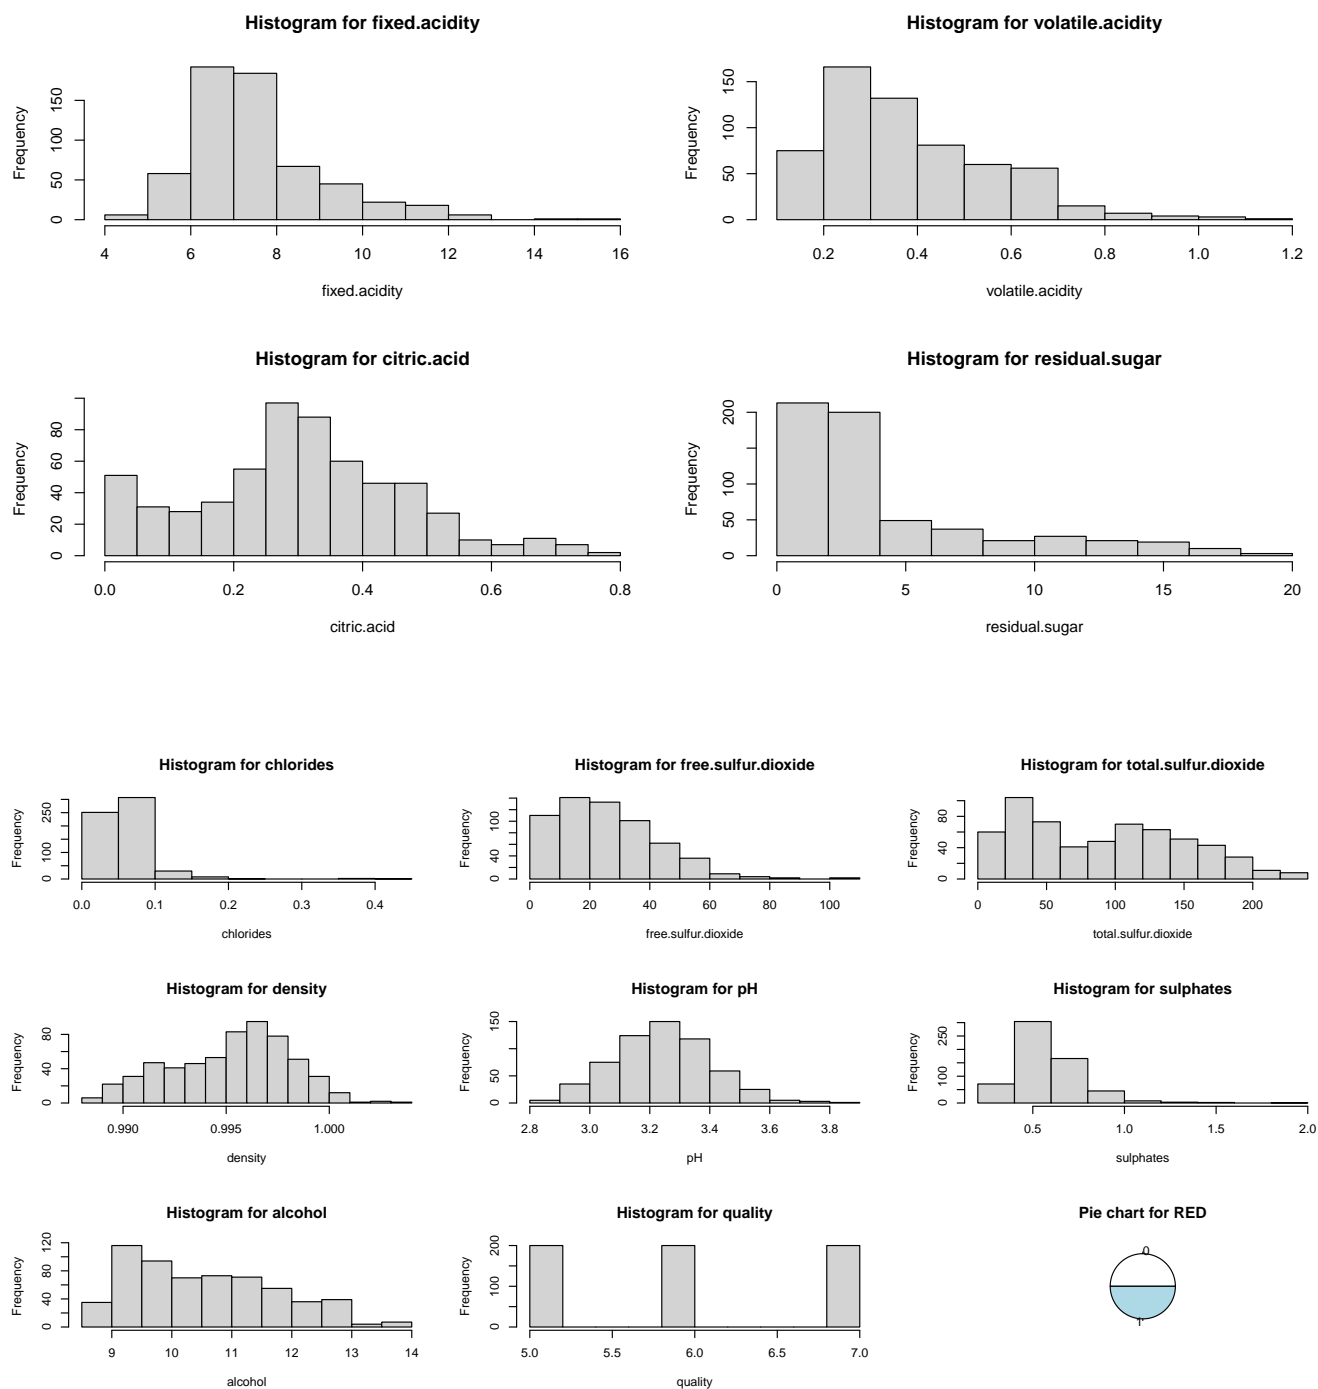 Histogram for fixed.acidity
Frequency
0 50 100 150
4 6 8 10 12 14 16
fixed.acidity
Histogram for volatile.acidity
Frequency
0 50 100 150
0.2 0.4 0.6 0.8 1.0 1.2
volatile.acidity
Histogram for citric.acid
Frequency
0 20 40 60 80
0.0 0.2 0.4 0.6 0.8
citric.acid
Histogram for residual.sugar
Frequency
0 50 100 200
0 5 10 15 20
residual.sugar
Histogram for chlorides
Frequency
0 100 250
0.0 0.1 0.2 0.3 0.4
chlorides
Histogram for free.sulfur.dioxide
Frequency
0 40 100
0 20 40 60 80 100
free.sulfur.dioxide
Histogram for total.sulfur.dioxide
Frequency
0 40 80
0 50 100 150 200
total.sulfur.dioxide
Histogram for density
Frequency
0 40 80
0.990 0.995 1.000
density
Histogram for pH
Frequency
0 50 150
2.8 3.0 3.2 3.4 3.6 3.8
pH
Histogram for sulphates
Frequency
0 100 250
0.5 1.0 1.5 2.0
sulphates
Histogram for alcohol
Frequency
0 40 80 120
9 10 11 12 13 14
alcohol
Histogram for quality
Frequency
0 100 200
5.0 5.5 6.0 6.5 7.0
quality
Pie chart for RED
0
1